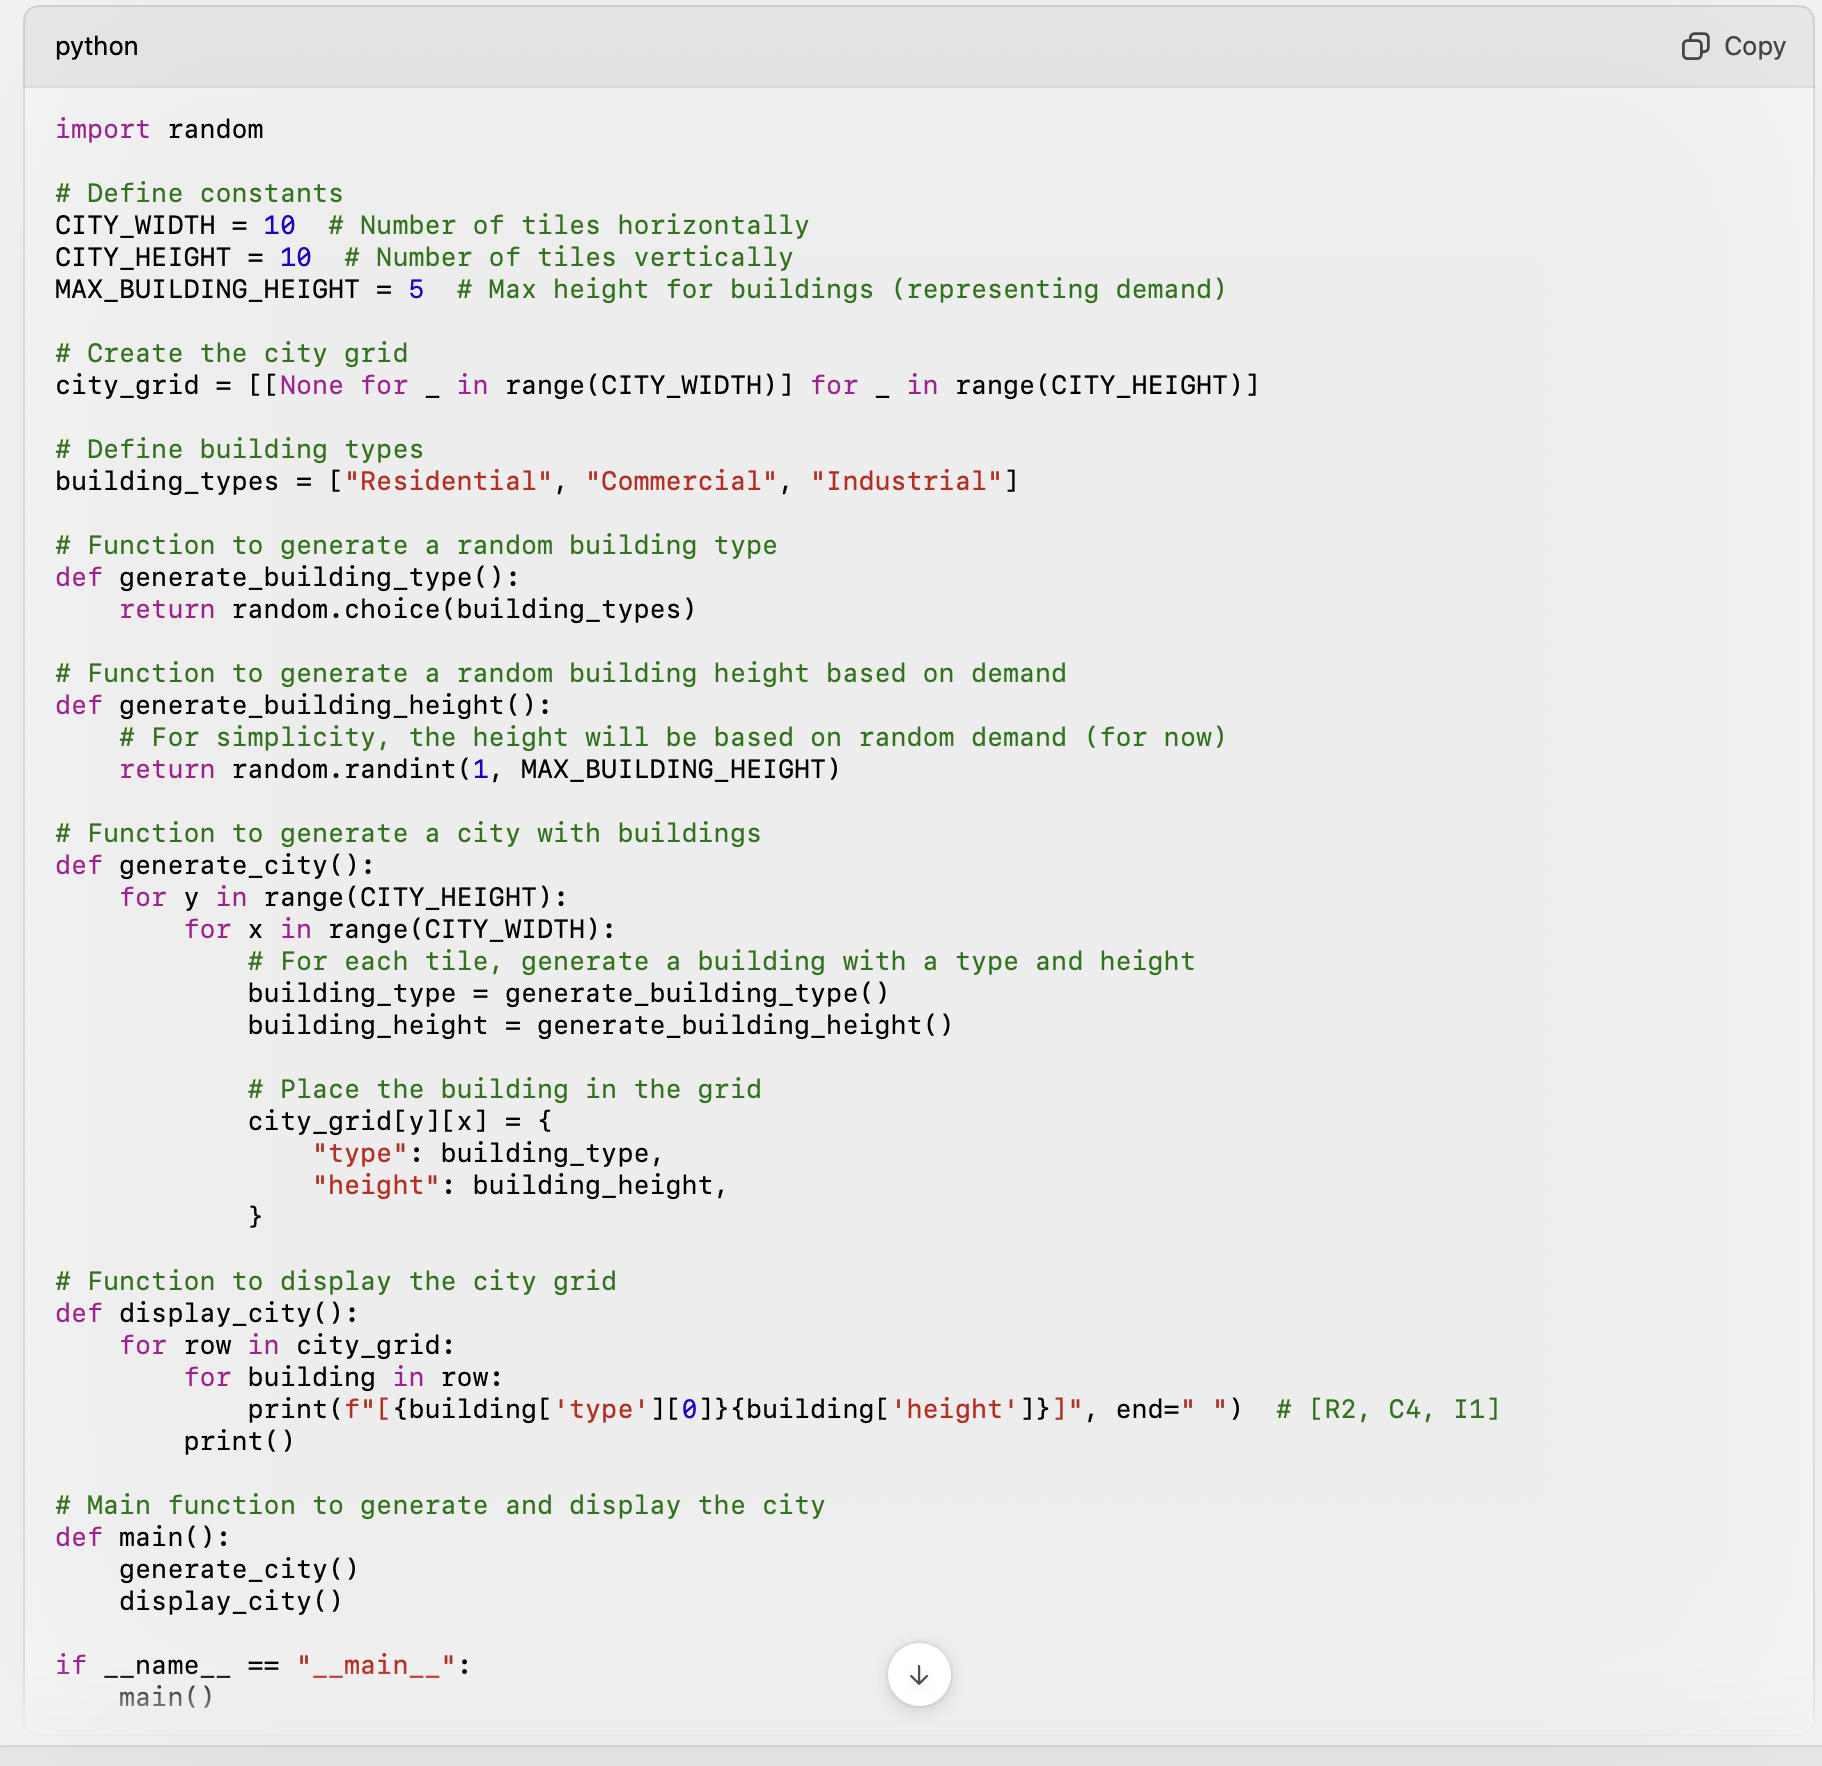 python
Copy
import random
# Define constants
CITY_WIDTH = 10  # Number of tiles horizontally
CITY_HEIGHT = 10  # Number of tiles vertically
MAX_BUILDING_HEIGHT = 5  # Max height for buildings (representing demand)
# Create the city grid
city_grid = [[None for _ in range(CITY_WIDTH)] for _ in range(CITY_HEIGHT)]
# Define building types
building_types = ["Residential", "Commercial", "Industrial"]
# Function to generate a random building type
def generate_building_type():
    return random.choice(building_types)
# Function to generate a random building height based on demand
def generate_building_height():
    # For simplicity, the height will be based on random demand (for now)
    return random.randint(1, MAX_BUILDING_HEIGHT)
# Function to generate a city with buildings
def generate_city():
    for y in range(CITY_HEIGHT):
        for x in range(CITY_WIDTH):
            # For each tile, generate a building with a type and height
            building_type = generate_building_type()
            building_height = generate_building_height()
            # Place the building in the grid
            city_grid[y][x] = {
                "type": building_type,
                "height": building_height,
            }
# Function to display the city grid
def display_city():
    for row in city_grid:
        for building in row:
            print(f"[{building['type'][0]}{building['height']}]", end=" ")  # [R2, C4, I1]
        print()
# Main function to generate and display the city
def main():
    generate_city()
    display_city()
if __name__ == "__main__":
    main()